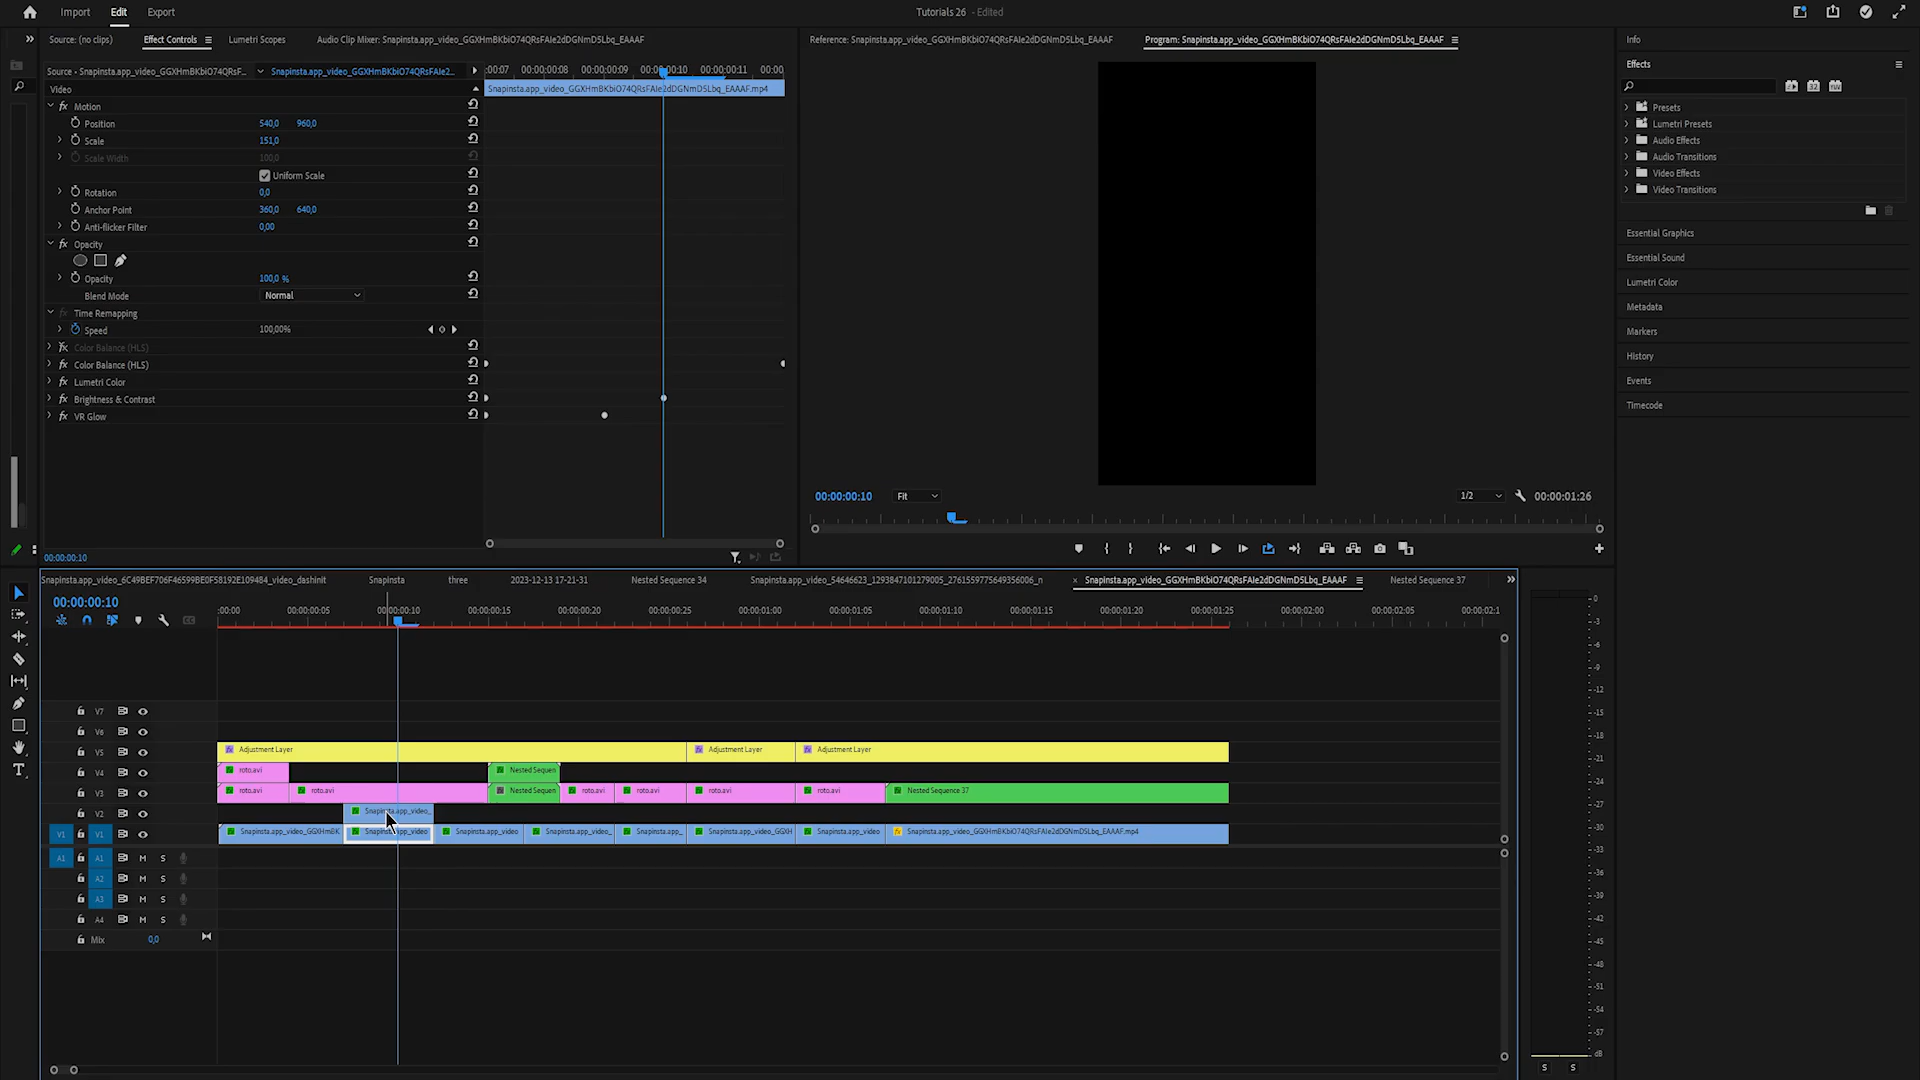 Import Edit Export Tutorials 26 - Edited
Source: (no clips) Effect Controls Lumetri Scopes Audio Clip Mixer: Snapinsta.app_video_GGXHmBKbiO74QRsFAIe2dDGNmD5Lbq_EAAAF
Reference: Snapinsta.app_video_GGXHmBKbiO74QRsFAIe2dDGNmD5Lbq_EAAAF Program: Snapinsta.app_video_GGXHmBKbiO74QRsFAIe2dDGNmD5Lbq_EAAAF
Info
Effects
Source - Snapinsta.app_video_GGXHmBKbiO74QRsF... Snapinsta.app_video_GGXHmBKbiO74QRsFAIe2...
:00:07 00:00:00:08 00:00:00:09 00:00:00:10 00:00:00:11 00:00
Video
Snapinsta.app_video_GGXHmBKbiO74QRsFAIe2dDGNmD5Lbq_EAAAF.mp4
Motion
Position 540,0 960,0
Scale 151,0
Scale Width 100,0
Uniform Scale
Rotation 0,0
Anchor Point 360,0 640,0
Anti-flicker Filter 0,00
Opacity
Opacity 100,0 %
Blend Mode Normal
Time Remapping
Speed 100,00%
Color Balance (HLS)
Color Balance (HLS)
Lumetri Color
Brightness & Contrast
VR Glow
00:00:00:10
00:00:00:10 Fit 1/2 00:00:01:26
Presets
Lumetri Presets
Audio Effects
Audio Transitions
Video Effects
Video Transitions
Essential Graphics
Essential Sound
Lumetri Color
Metadata
Markers
History
Events
Timecode
Snapinsta.app_video_6C49BEF706F46599BE0F58192E109484_video_dashinit Snapinsta three 2023-12-13 17-21-31 Nested Sequence 34 Snapinsta.app_video_54646623_1293847101279005_2761559775649356006_n Snapinsta.app_video_GGXHmBKbiO74QRsFAIe2dDGNmD5Lbq_EAAAF Nested Sequence 37
00:00:00:10
:00:00 00:00:00:05 00:00:00:10 00:00:00:15 00:00:00:20 00:00:00:25 00:00:01:00 00:00:01:05 00:00:01:10 00:00:01:15 00:00:01:20 00:00:01:25 00:00:02:00 00:00:02:05 00:00:02:1
V7
V6
V5 Adjustment Layer Adjustment Layer Adjustment Layer
V4 roto.avi Nested Sequen
V3 roto.avi roto.avi Nested Sequen roto.avi roto.avi roto.avi roto.avi Nested Sequence 37
V2 Snapinsta.app_video_
V1 V1 Snapinsta.app_video_GGXHmBK Snapinsta.app_video Snapinsta.app_video Snapinsta.app_video_ Snapinsta.app_ Snapinsta.app_video_GGXH Snapinsta.app_video Snapinsta.app_video_GGXHmBKbiO74QRsFAIe2dDGNmD5Lbq_EAAAF.mp4
A1 A1 M S
A2 M S
A3 M S
A4 M S
Mix 0,0
0
-3
-6
-9
-12
-15
-18
-21
-24
-27
-30
-33
-36
-39
-42
-45
-48
-51
-54
-57
dB
S S